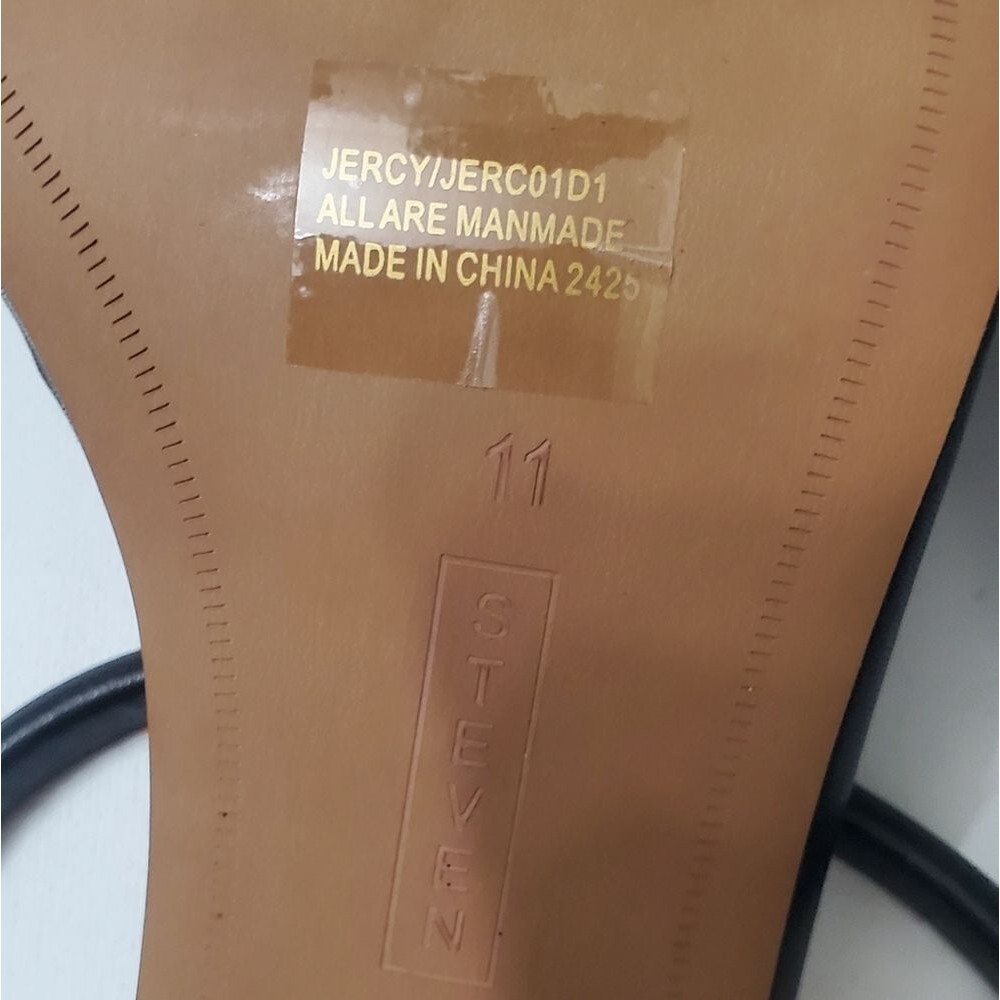 JERCY/JERC01D1
ALL ARE MANMADE
MADE IN CHINA 2425
11
STEVEN